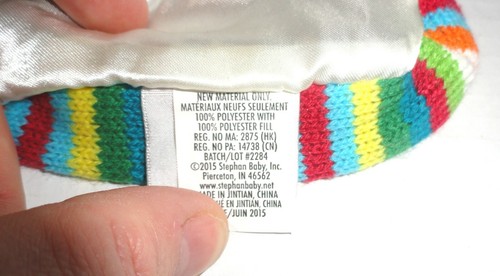 NEW MATERIAL ONLY.
MATERIAUX NEUFS SEULEMENT
100% POLYESTER WITH
100% POLYESTER FILL
REG. NO MA: 2875 (HK)
REG. NO PA: 14738 (CN)
BATCH/LOT #2284
©2015 Stephan Baby, Inc.
Pierceton, IN 46562
www.stephanbaby.net
IN JINTIAN, CHINA
EN JINTIAN, CHINA
/JUIN 2015